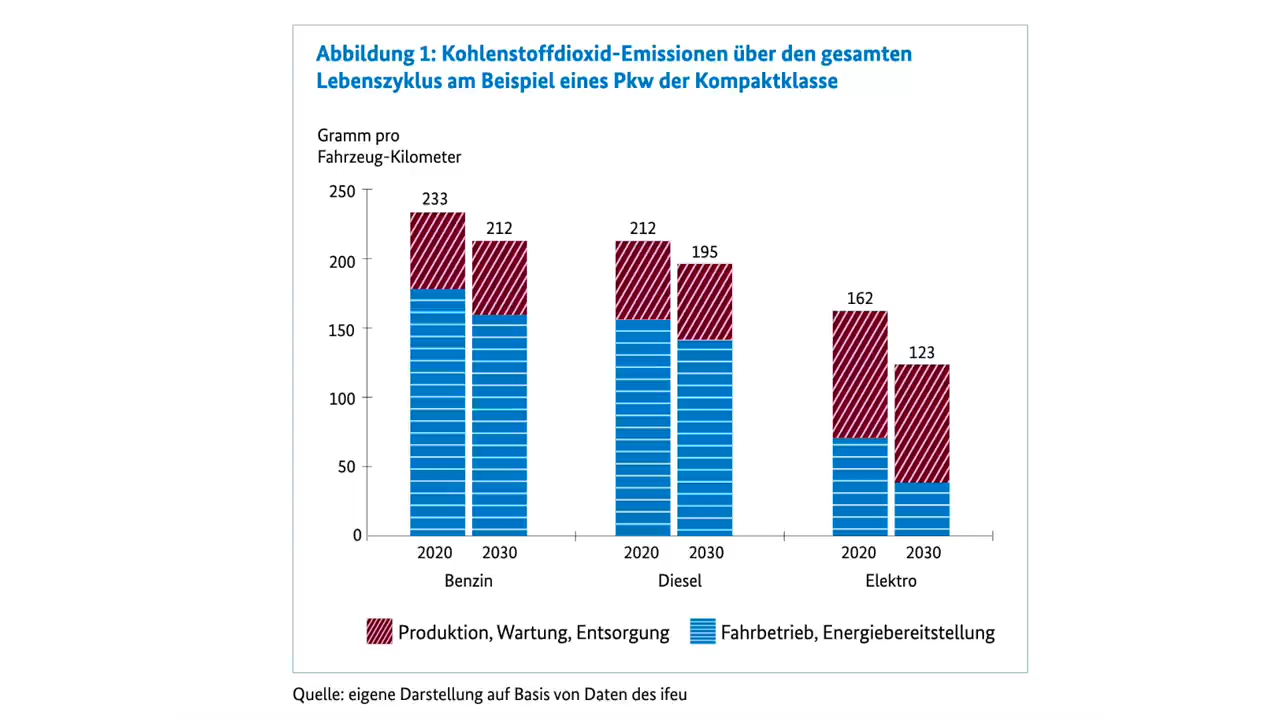 Abbildung 1: Kohlenstoffdioxid-Emissionen über den gesamten
Lebenszyklus am Beispiel eines Pkw der Kompaktklasse
Gramm pro
Fahrzeug-Kilometer
250
200
150
100
50
0
233
212
212
195
162
123
2020 2030 2020 2030 2020 2030
Benzin Diesel Elektro
Produktion, Wartung, Entsorgung Fahrbetrieb, Energiebereitstellung
Quelle: eigene Darstellung auf Basis von Daten des ifeu